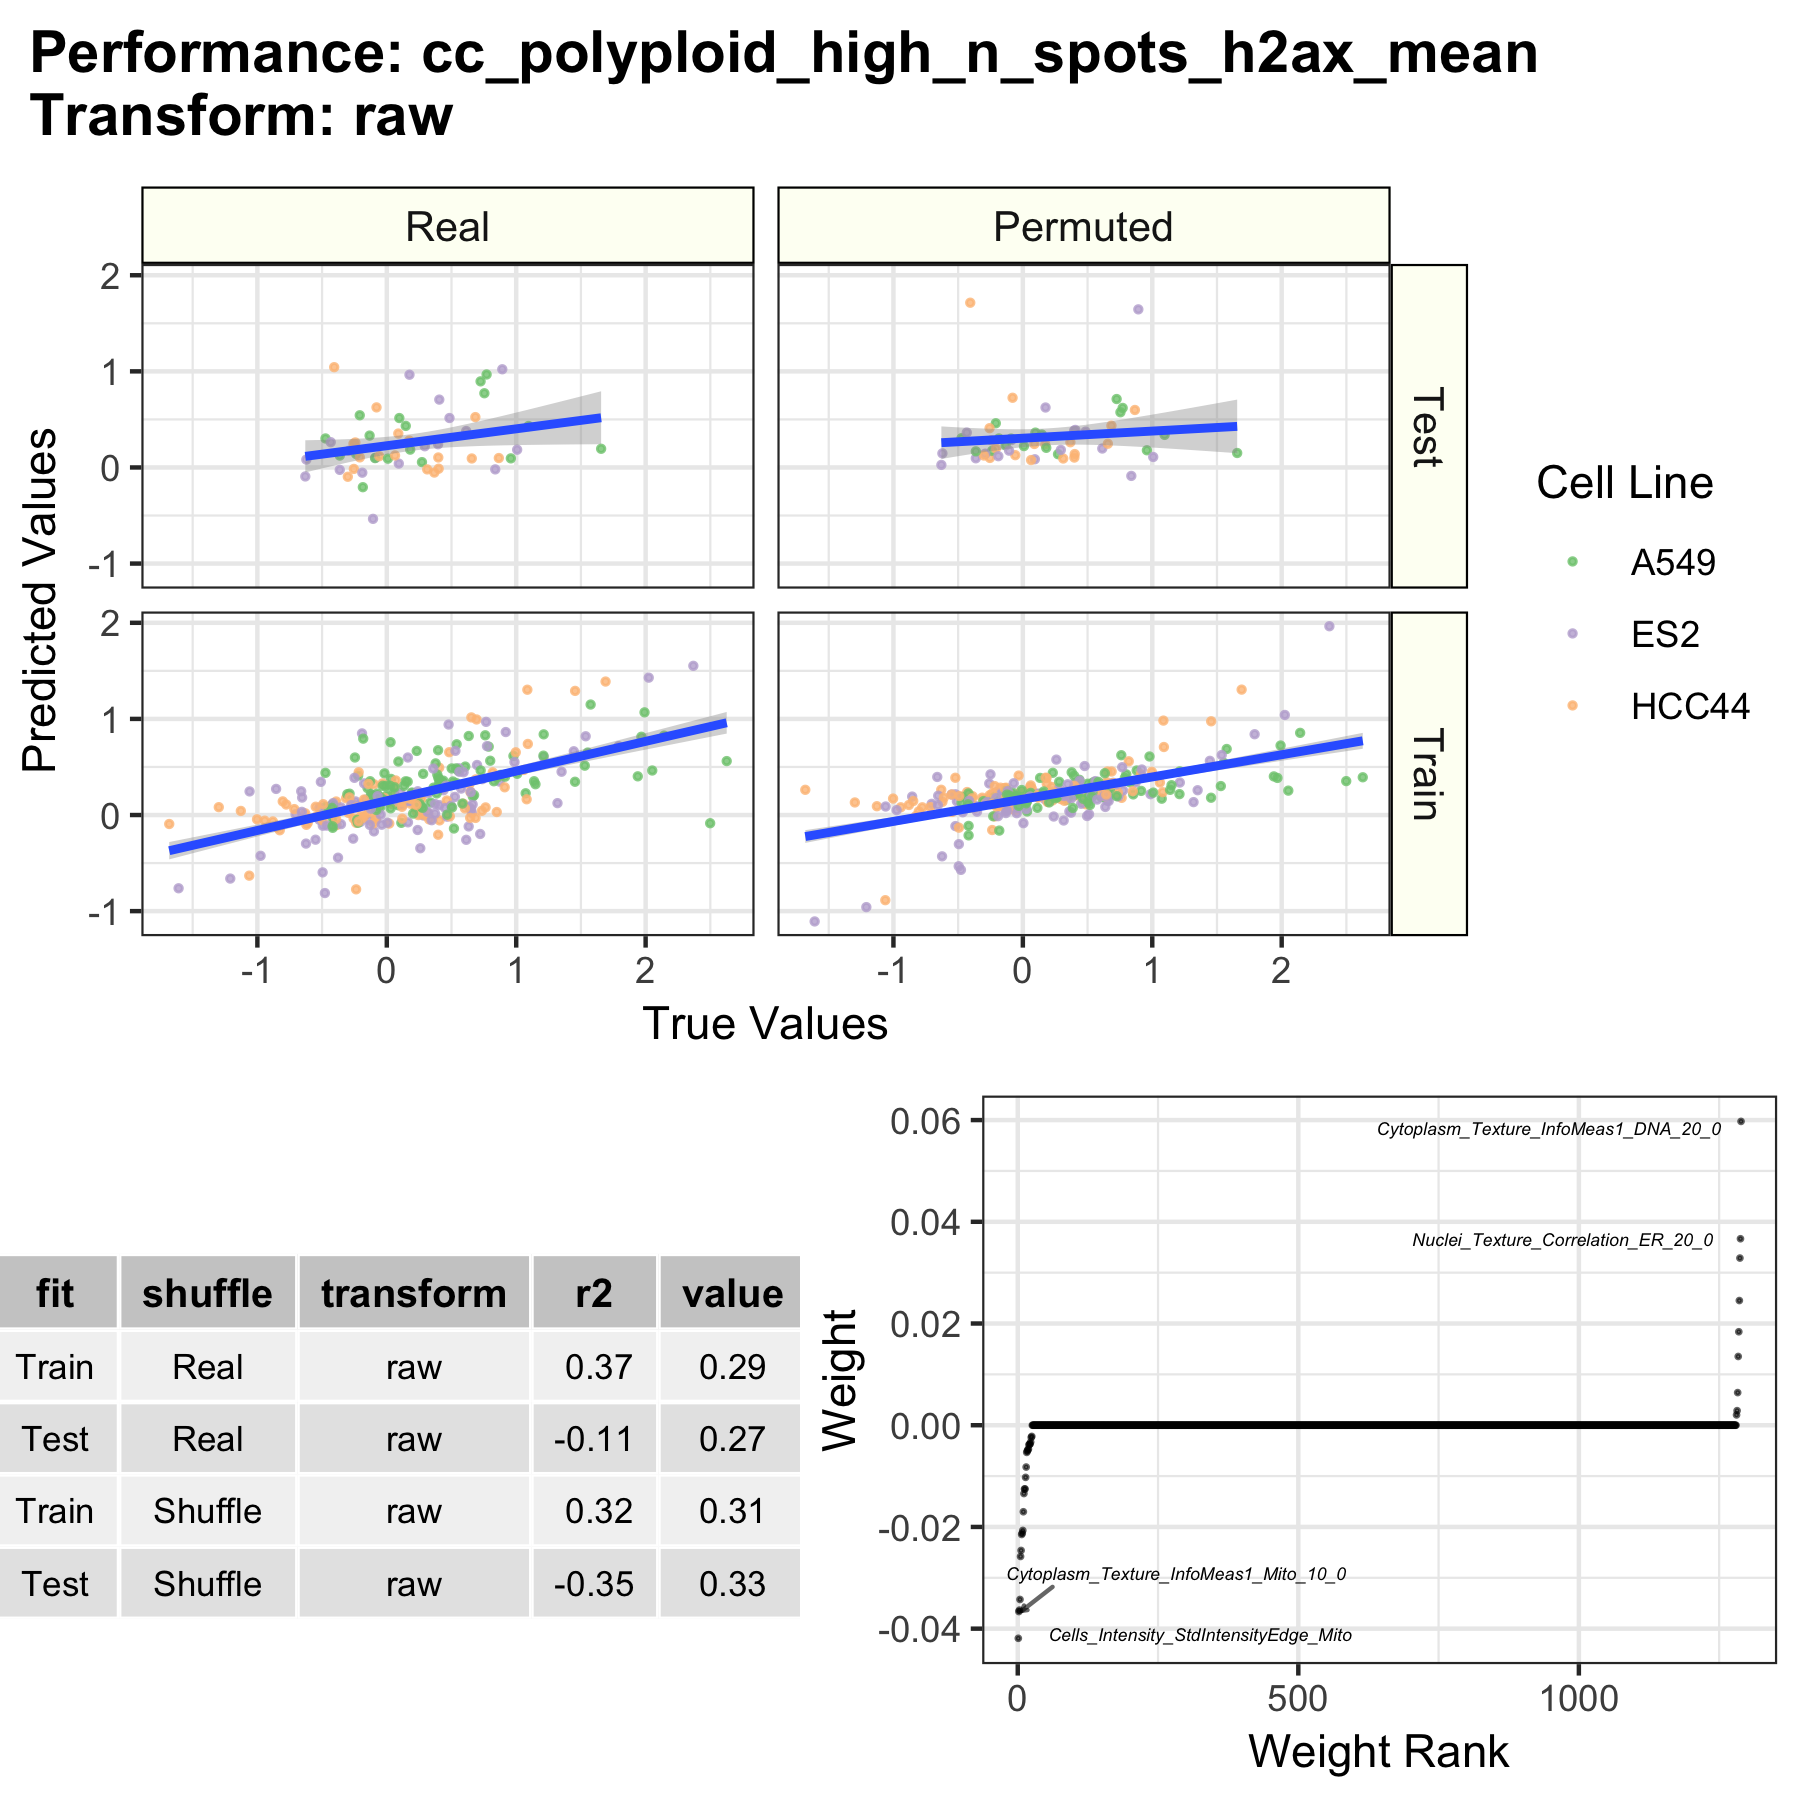 Performance: cc_polyploid_high_n_spots_h2ax_mean
Transform: raw
Real
Permuted
2
1
0
-1
Test
2
1
0
-1
Train
Predicted Values
-1
0
1
2
-1
0
1
2
True Values
Cell Line
A549
ES2
HCC44
fit shuffle transform r2 value
Train Real raw 0.37 0.29
Test Real raw -0.11 0.27
Train Shuffle raw 0.32 0.31
Test Shuffle raw -0.35 0.33
Weight
0.06
0.04
0.02
0.00
-0.02
-0.04
Cytoplasm_Texture_InfoMeas1_DNA_20_0
Nuclei_Texture_Correlation_ER_20_0
Cytoplasm_Texture_InfoMeas1_Mito_10_0
Cells_Intensity_StdIntensityEdge_Mito
0
500
1000
Weight Rank